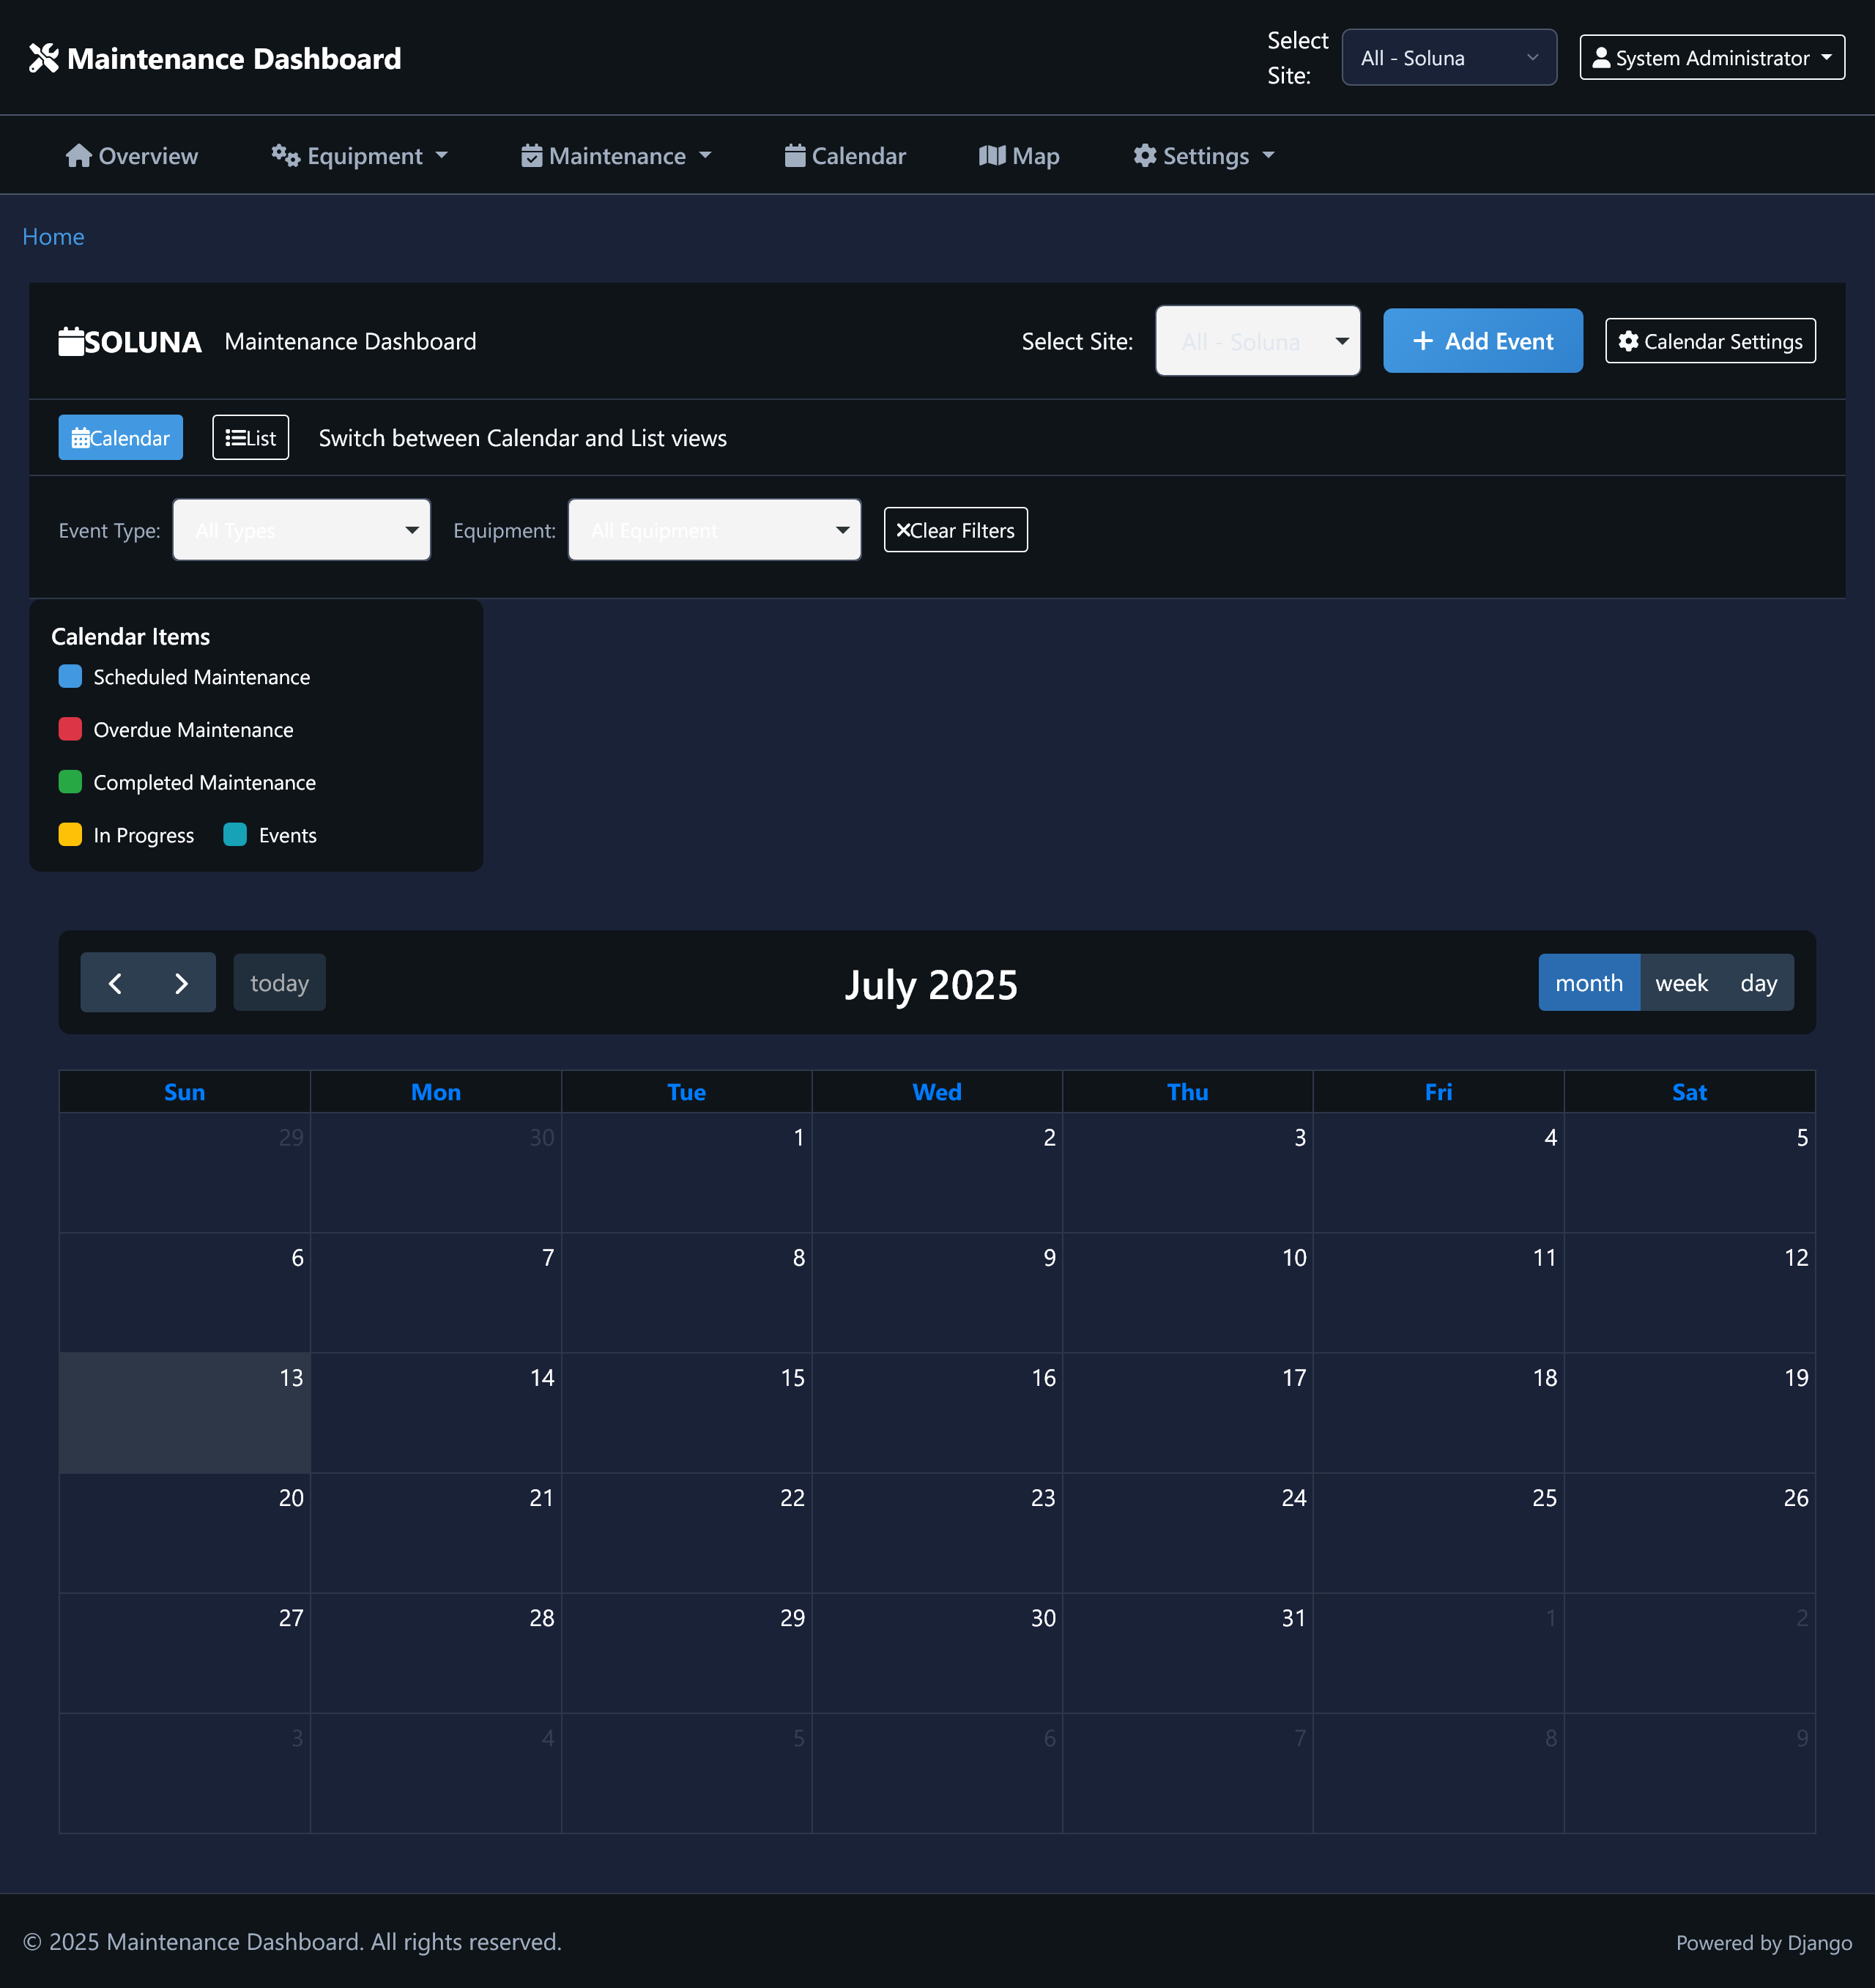 Maintenance Dashboard
Select Site:
All - Soluna
System Administrator
Overview
Equipment
Maintenance
Calendar
Map
Settings
Home
SOLUNA
Maintenance Dashboard
Select Site:
All - Soluna
+ Add Event
Calendar Settings
Calendar
List
Switch between Calendar and List views
Event Type:
All Types
Equipment:
All Equipment
Clear Filters
Calendar Items
Scheduled Maintenance
Overdue Maintenance
Completed Maintenance
In Progress
Events
today
July 2025
month
week
day
Sun Mon Tue Wed Thu Fri Sat
29 30 1 2 3 4 5
6 7 8 9 10 11 12
13 14 15 16 17 18 19
20 21 22 23 24 25 26
27 28 29 30 31 1 2
3 4 5 6 7 8 9
© 2025 Maintenance Dashboard. All rights reserved.
Powered by Django